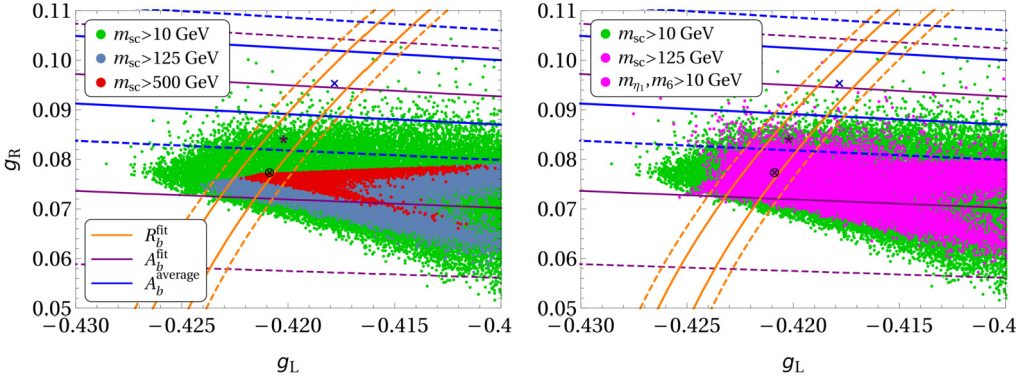 0.11
0.10
0.09
0.08
0.07
0.06
0.05
g_R
m_sc>10 GeV
m_sc>125 GeV
m_sc>500 GeV
R_b^fit
A_b^fit
A_b^average
−0.430
−0.425
−0.420
−0.415
−0.4
g_L
0.11
0.10
0.09
0.08
0.07
0.06
0.05
m_sc>10 GeV
m_sc>125 GeV
m_η1,m_6>10 GeV
−0.430
−0.425
−0.420
−0.415
−0.4
g_L